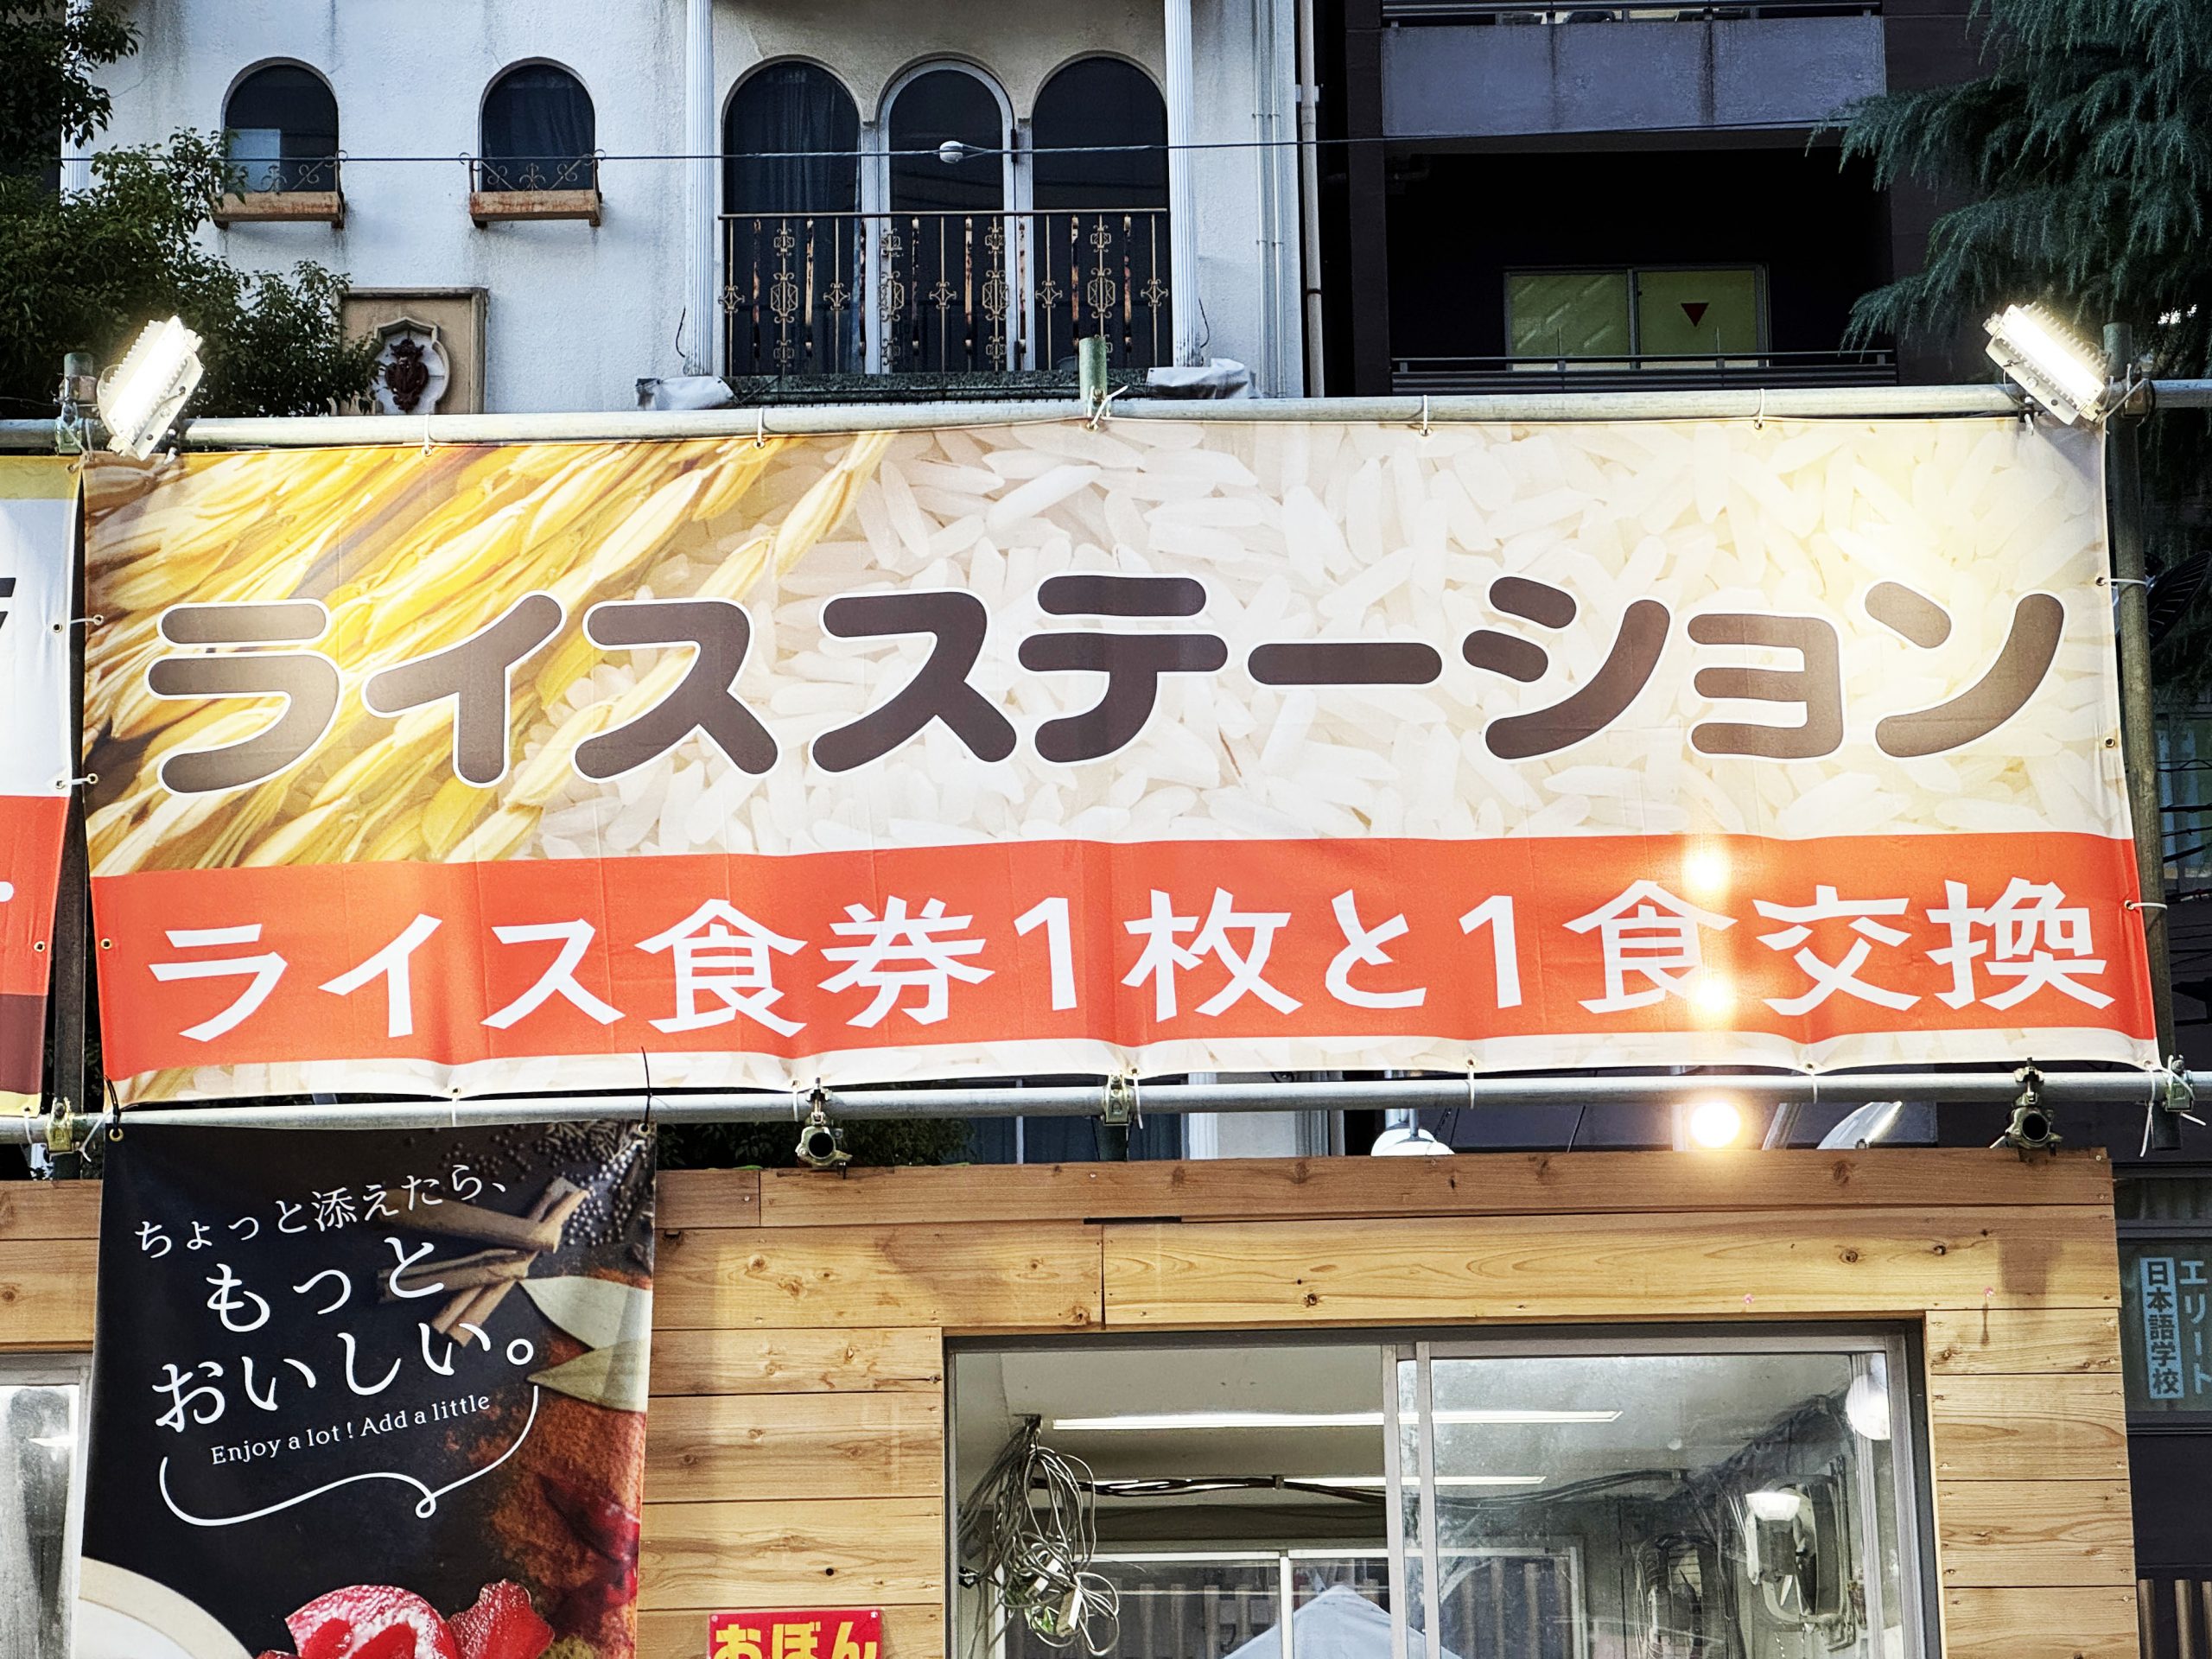 ライスステーション
ライス食券1枚と1食交換
ちょっと添えたら、
もっと
おいしい。
Enjoy a lot ! Add a little
おぼん
エリート
日本語学校